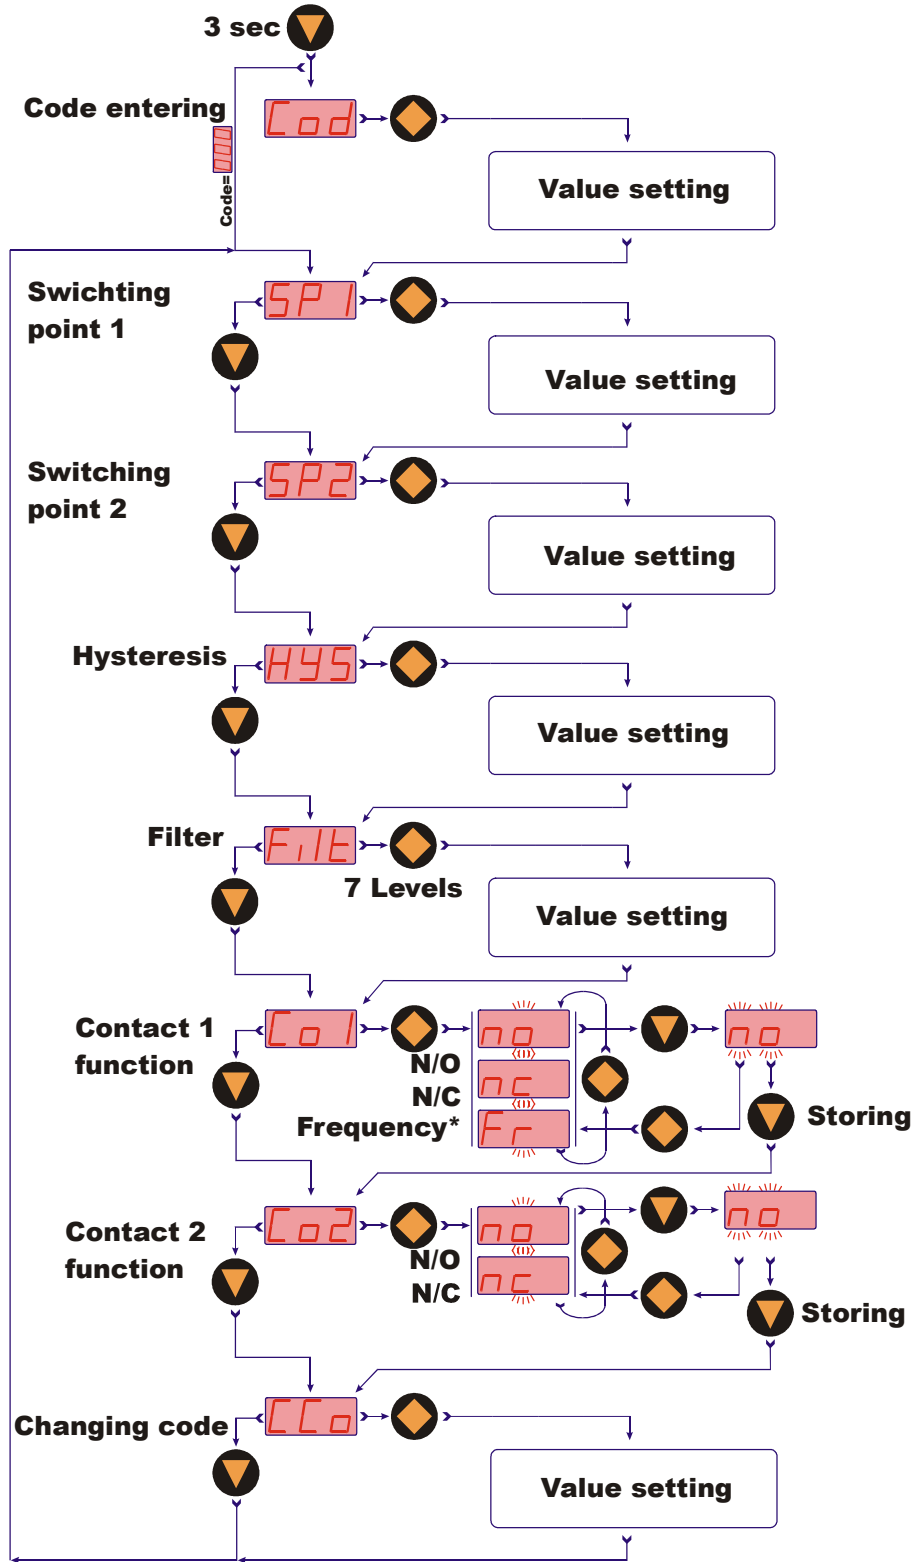 3 sec
Code entering
Cod
Code=000
Value setting
Swichting
point 1
SP1
Value setting
Switching
point 2
SP2
Value setting
Hysteresis
HYS
Value setting
Filter
Filt
7 Levels
Value setting
Contact 1
function
Co1
no
N/O
nc
N/C
Fr
Frequency*
no
Storing
Contact 2
function
Co2
no
N/O
nc
N/C
no
Storing
Changing code
CCo
Value setting